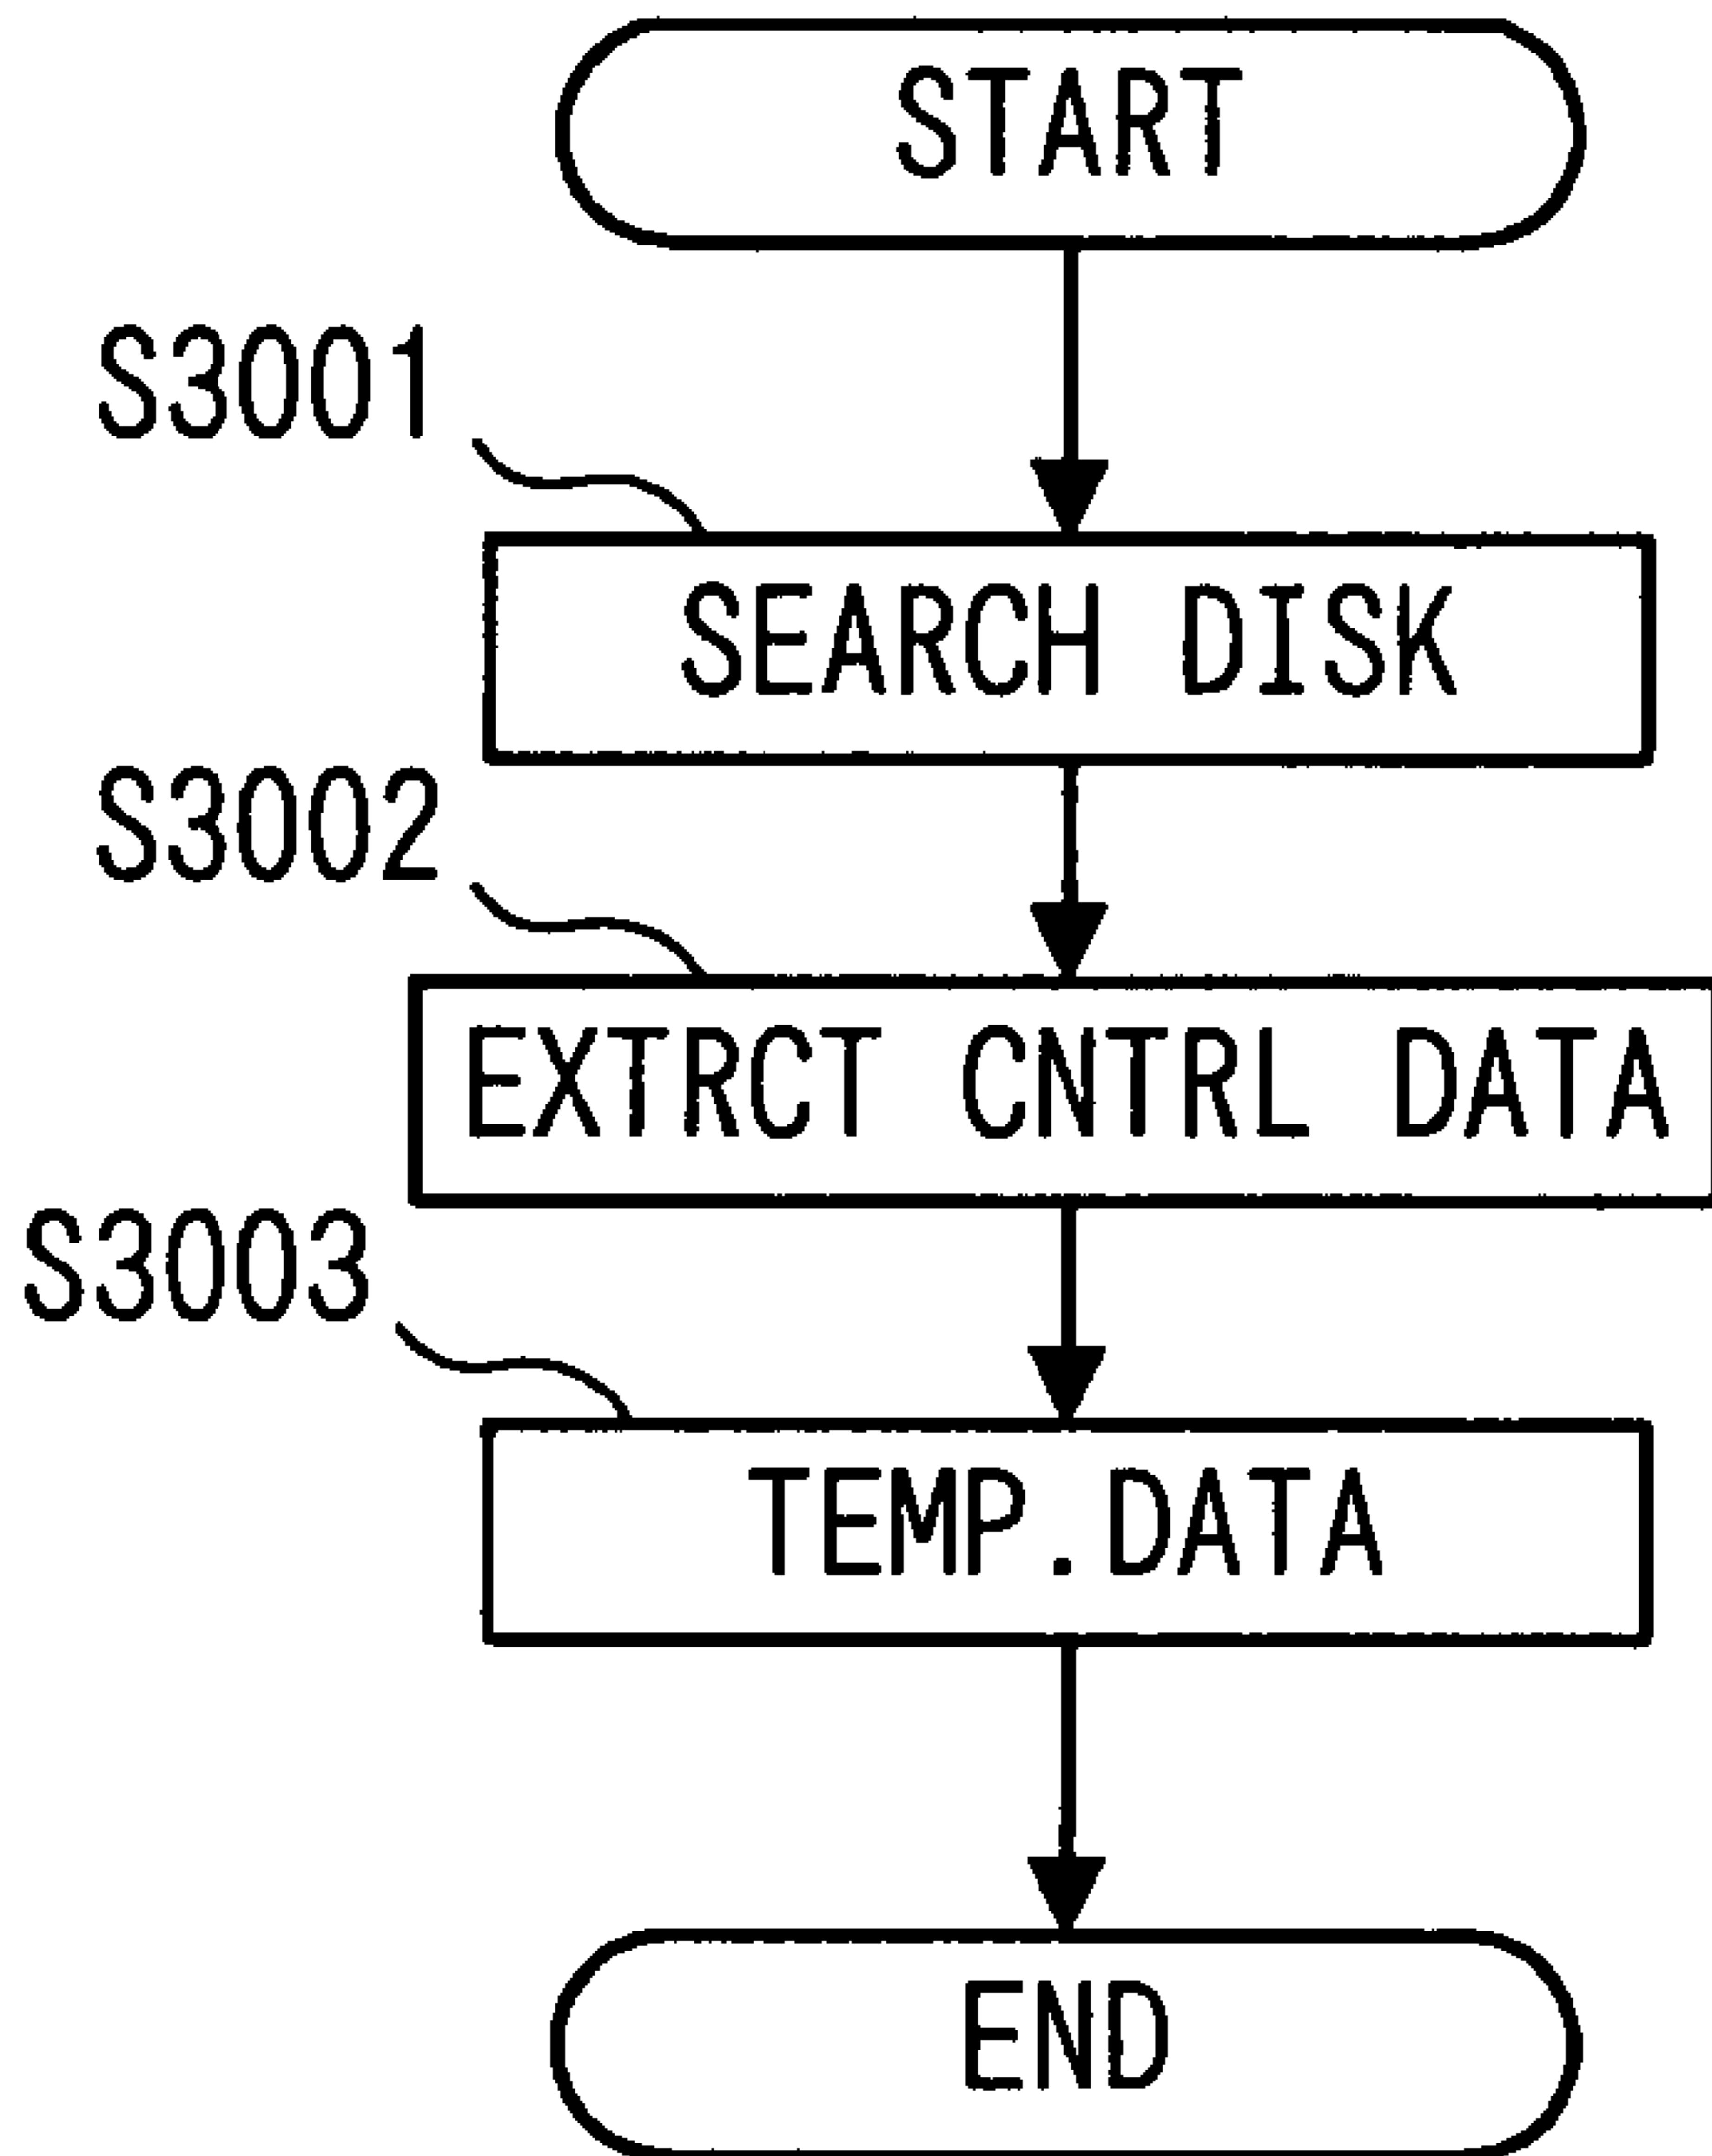 START
S3001
SEARCH DISK
S3002
EXTRCT CNTRL DATA
S3003
TEMP.DATA
END